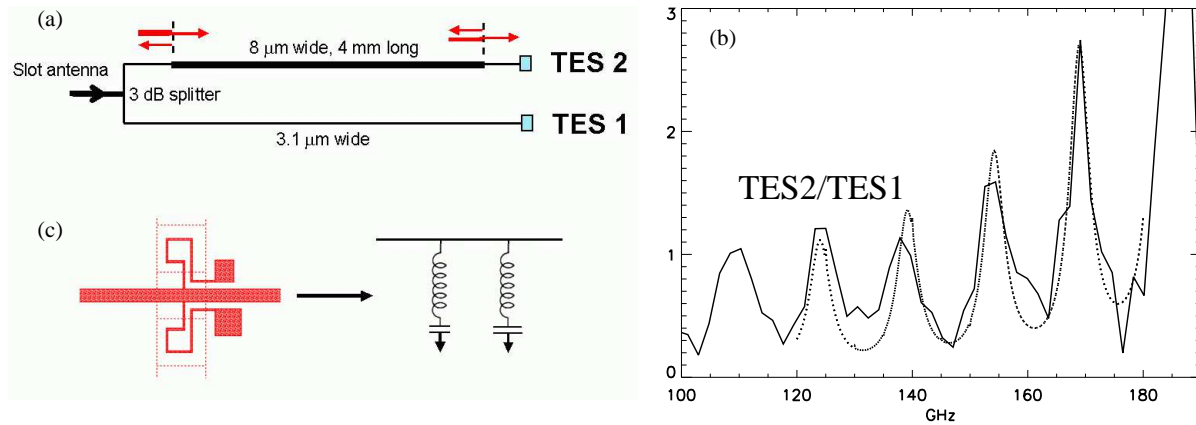 (a)
8 μm wide, 4 mm long
TES 2
Slot antenna
3 dB splitter
TES 1
3.1 μm wide
(c)
(b)
3
2
1
0
TES2/TES1
100 120 140 160 180
GHz